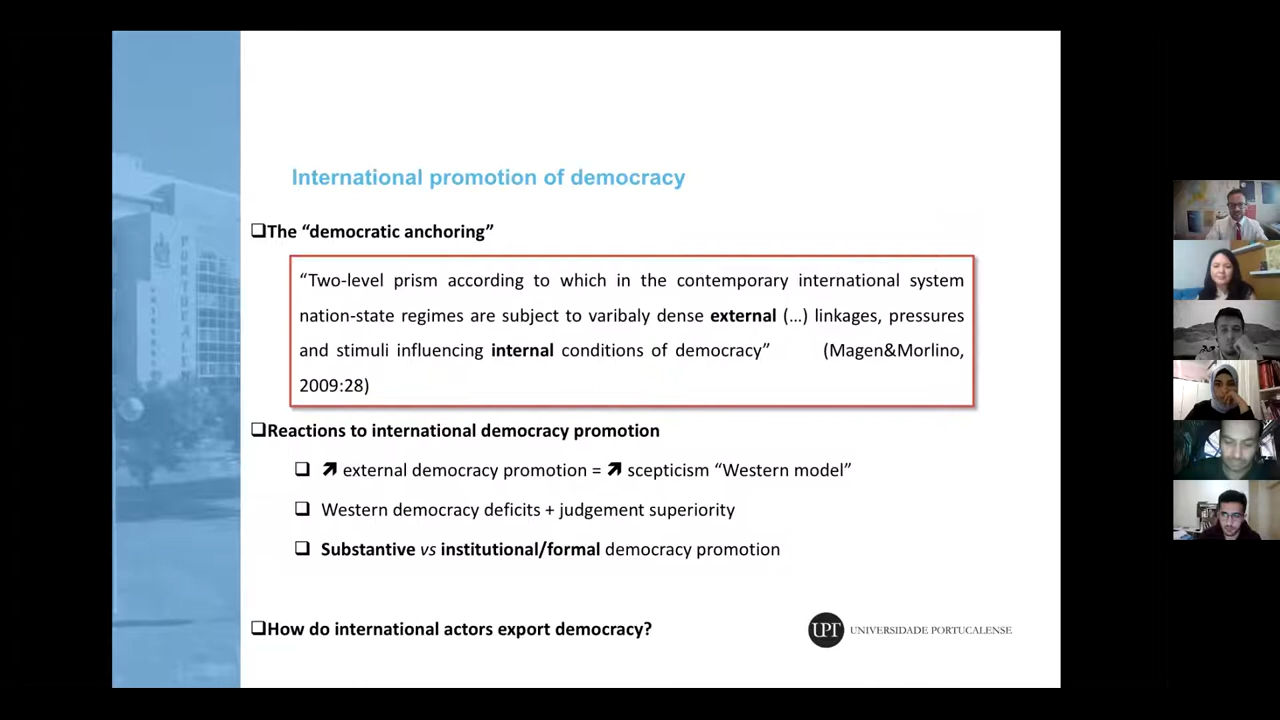 International promotion of democracy
❑The “democratic anchoring”
“Two-level prism according to which in the contemporary international system
nation-state regimes are subject to varibaly dense external (…) linkages, pressures
and stimuli influencing internal conditions of democracy” (Magen&Morlino,
2009:28)
❑Reactions to international democracy promotion
❑ ↗ external democracy promotion = ↗ scepticism “Western model”
❑ Western democracy deficits + judgement superiority
❑ Substantive vs institutional/formal democracy promotion
❑How do international actors export democracy?
UPT UNIVERSIDADE PORTUCALENSE